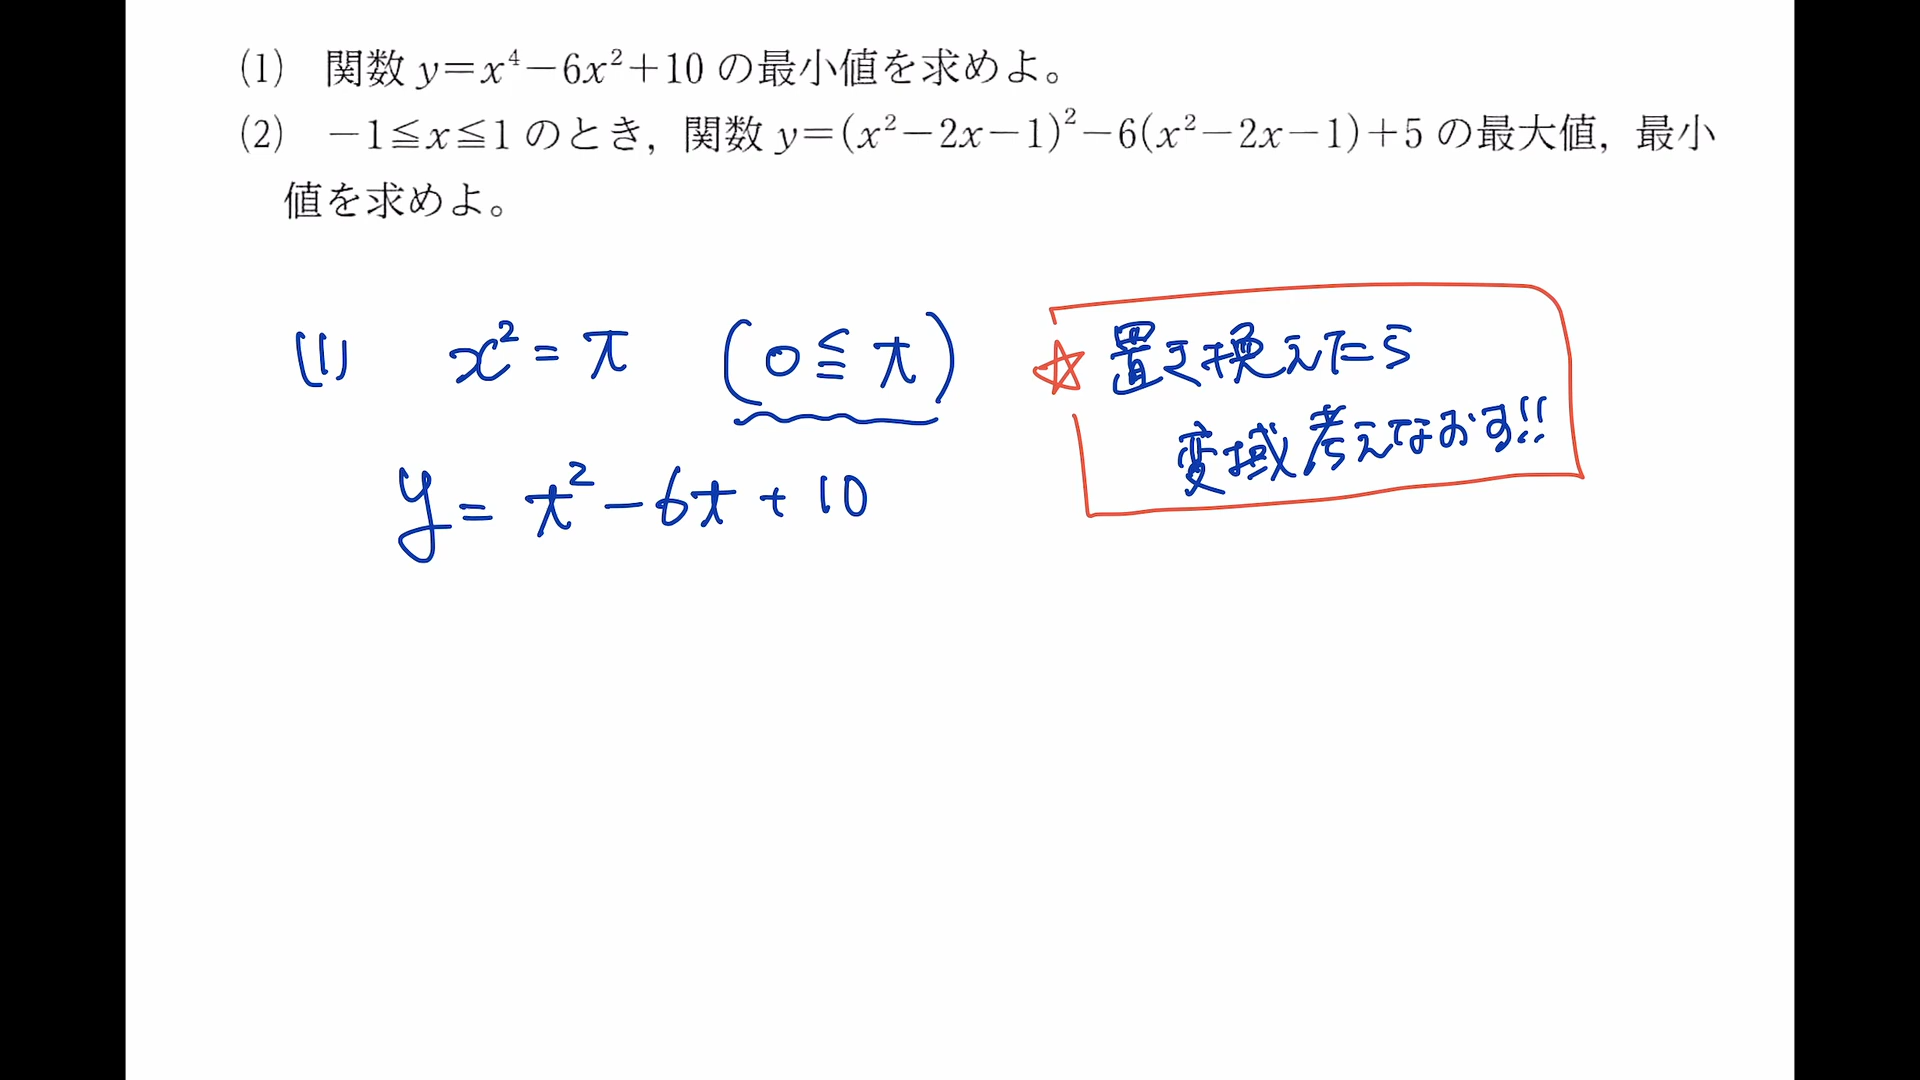 (1) 関数 y=x⁴−6x²+10 の最小値を求めよ。
(2) −1≦x≦1 のとき, 関数 y=(x²−2x−1)²−6(x²−2x−1)+5 の最大値, 最小
値を求めよ。
(1) x² = t (0 ≦ t) ☆ 置き換えたら
変域考えなおす!!
y = t² − 6t + 10